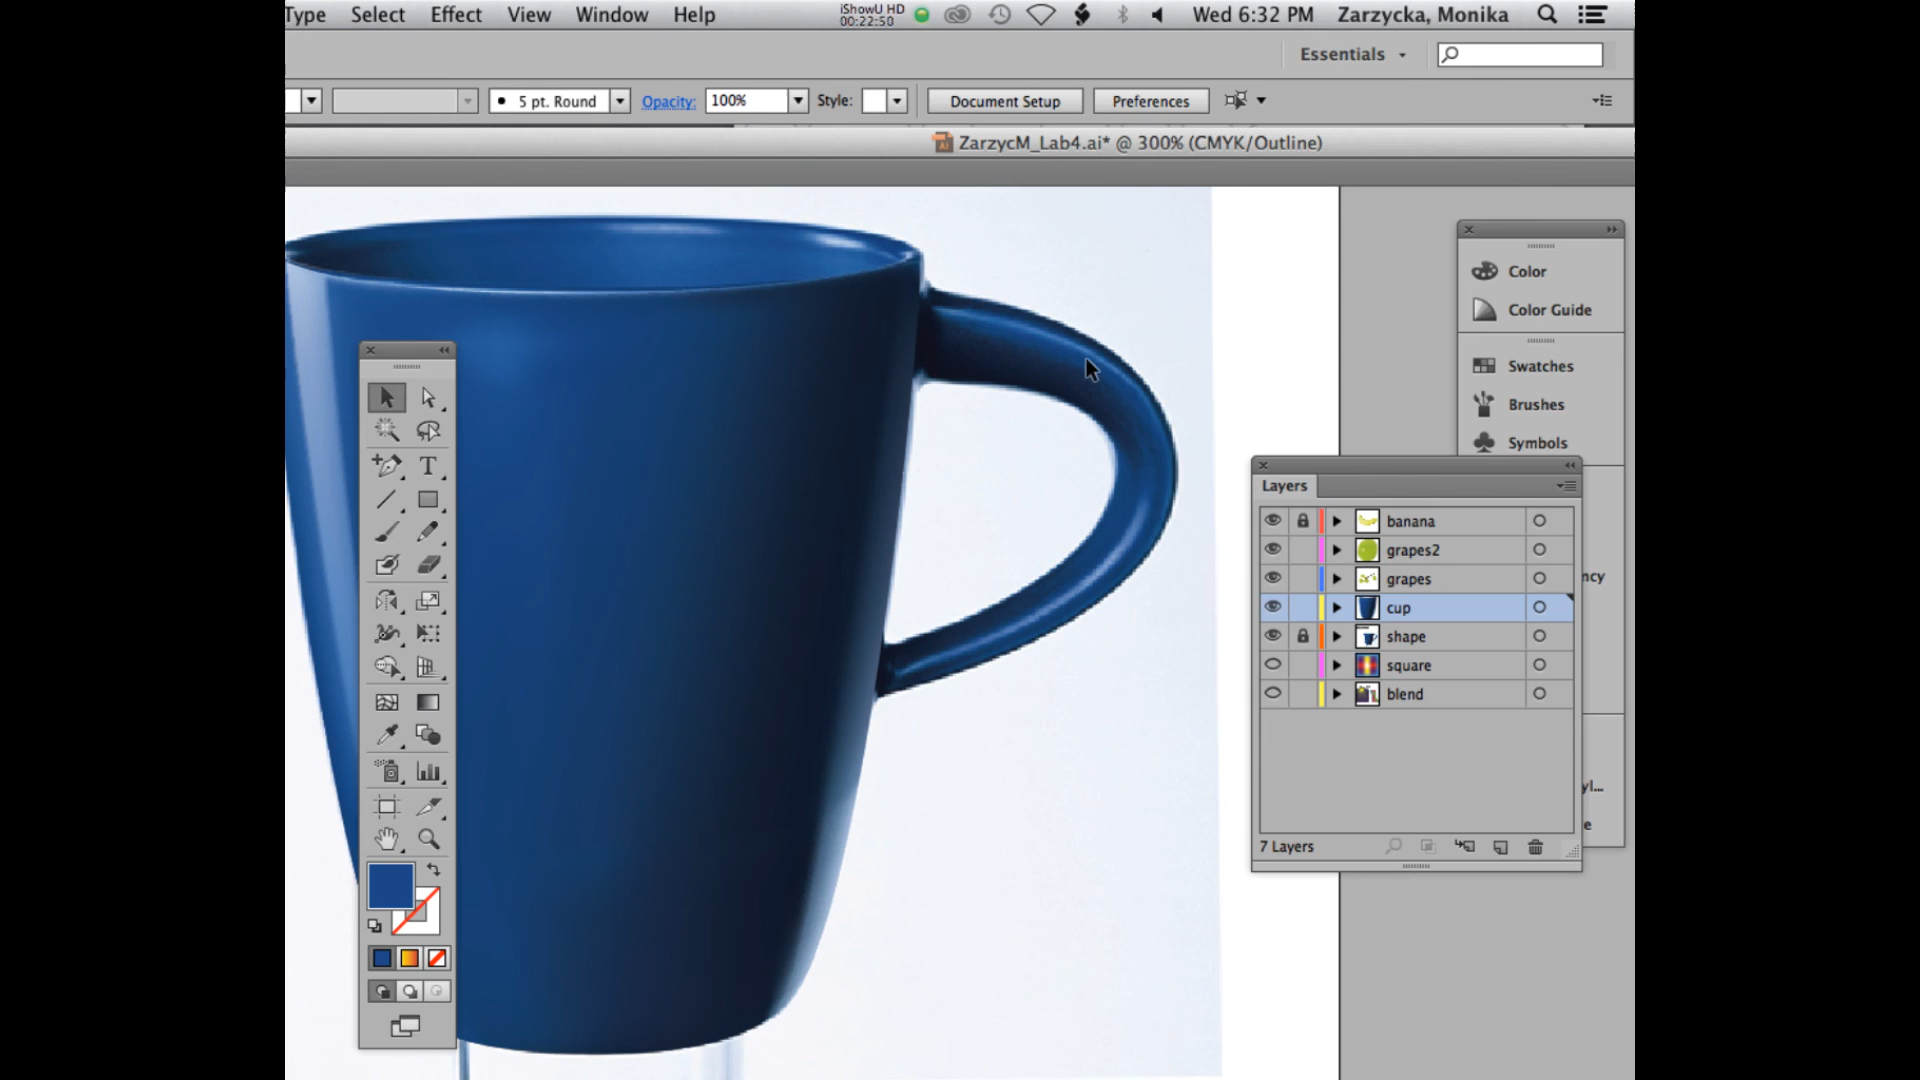 Type Select Effect View Window Help iShowU HD 00:22:50 Wed 6:32 PM Zarzycka, Monika
Essentials
5 pt. Round Opacity: 100% Style: Document Setup Preferences
ZarzycM_Lab4.ai* @ 300% (CMYK/Outline)
Color
Color Guide
Swatches
Brushes
Symbols
Layers
banana
grapes2
grapes
cup
shape
square
blend
7 Layers
ncy
yl...
e
T